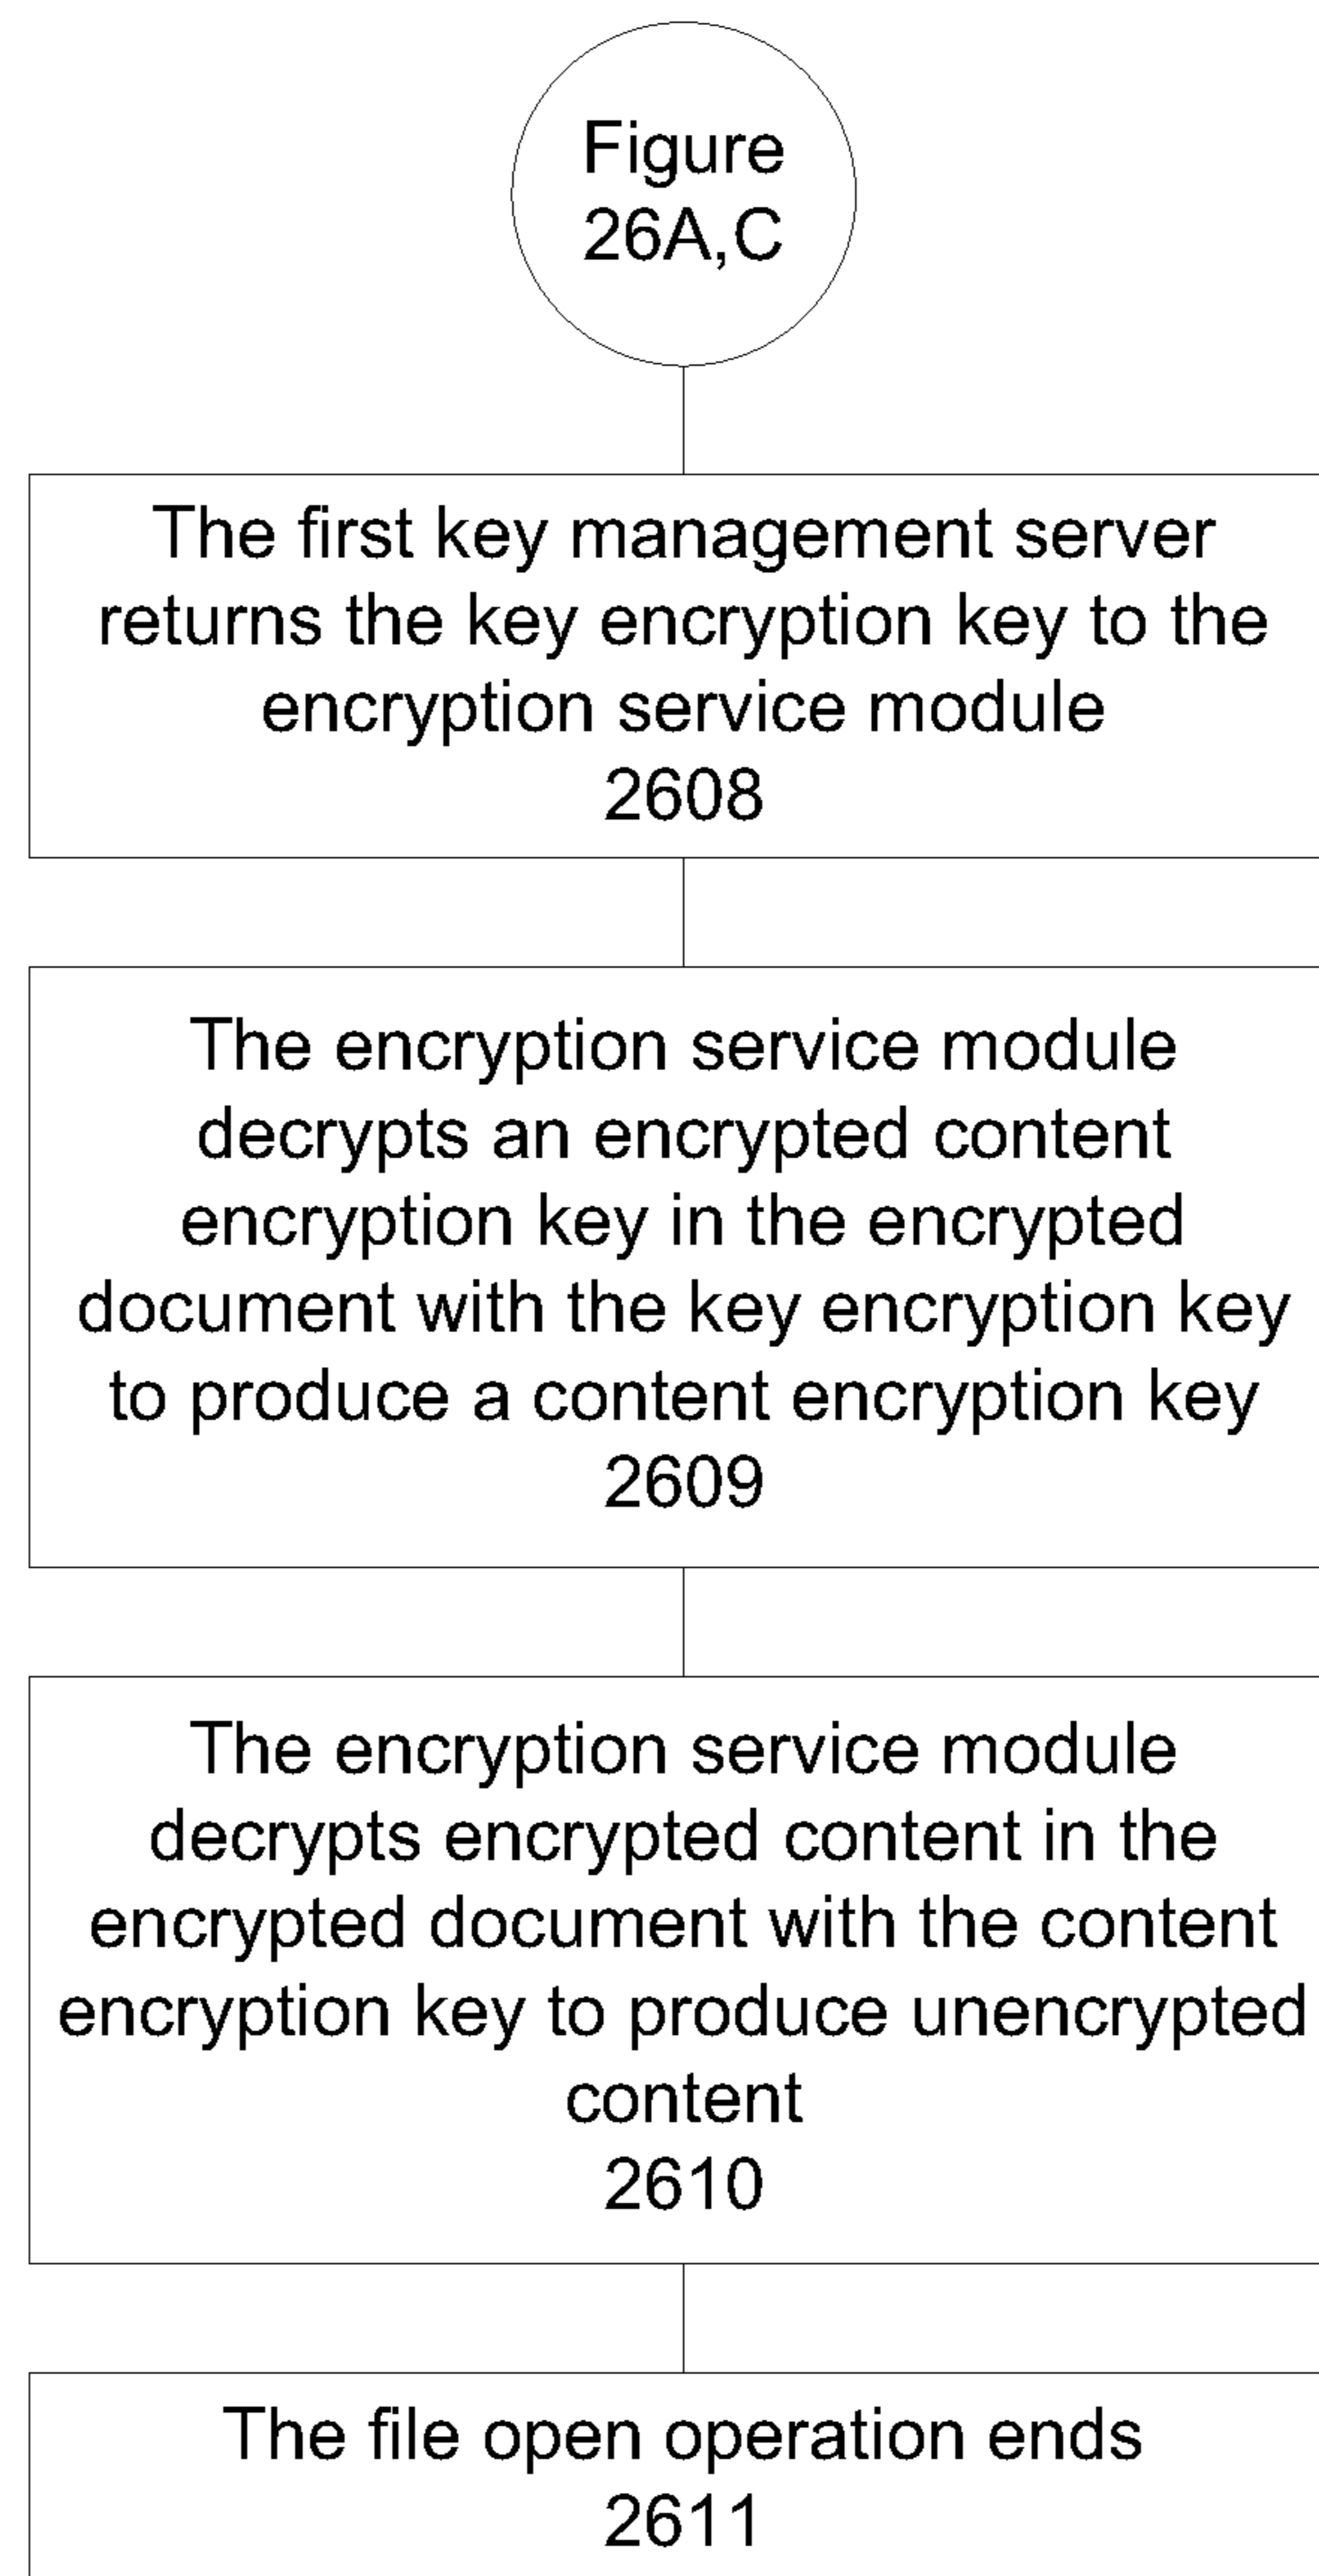 Figure
26A,C
The first key management server
returns the key encryption key to the
encryption service module
2608
The encryption service module
decrypts an encrypted content
encryption key in the encrypted
document with the key encryption key
to produce a content encryption key
2609
The encryption service module
decrypts encrypted content in the
encrypted document with the content
encryption key to produce unencrypted
content
2610
The file open operation ends
2611